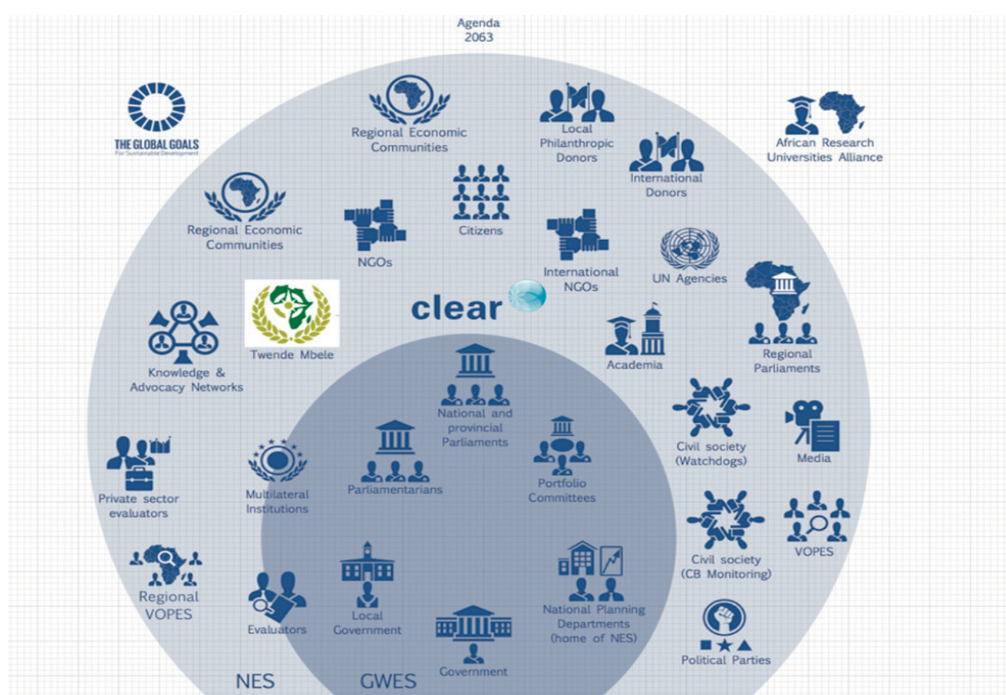 Agenda
2063
THE GLOBAL GOALS
For Sustainable Development
Regional Economic
Communities
Local
Philanthropic
Donors
International
Donors
African Research
Universities Alliance
Regional Economic
Communities
NGOs
Citizens
International
NGOs
UN Agencies
clear
Twende Mbele
Knowledge &
Advocacy Networks
Academia
Regional
Parliaments
National and
provincial
Parliaments
Civil society
(Watchdogs)
Media
Private sector
evaluators
Multilateral
Institutions
Parliamentarians
Portfolio
Committees
Civil society
(CB Monitoring)
VOPES
Regional
VOPES
Evaluators
Local
Government
Government
National Planning
Departments
(home of NES)
Political Parties
NES
GWES